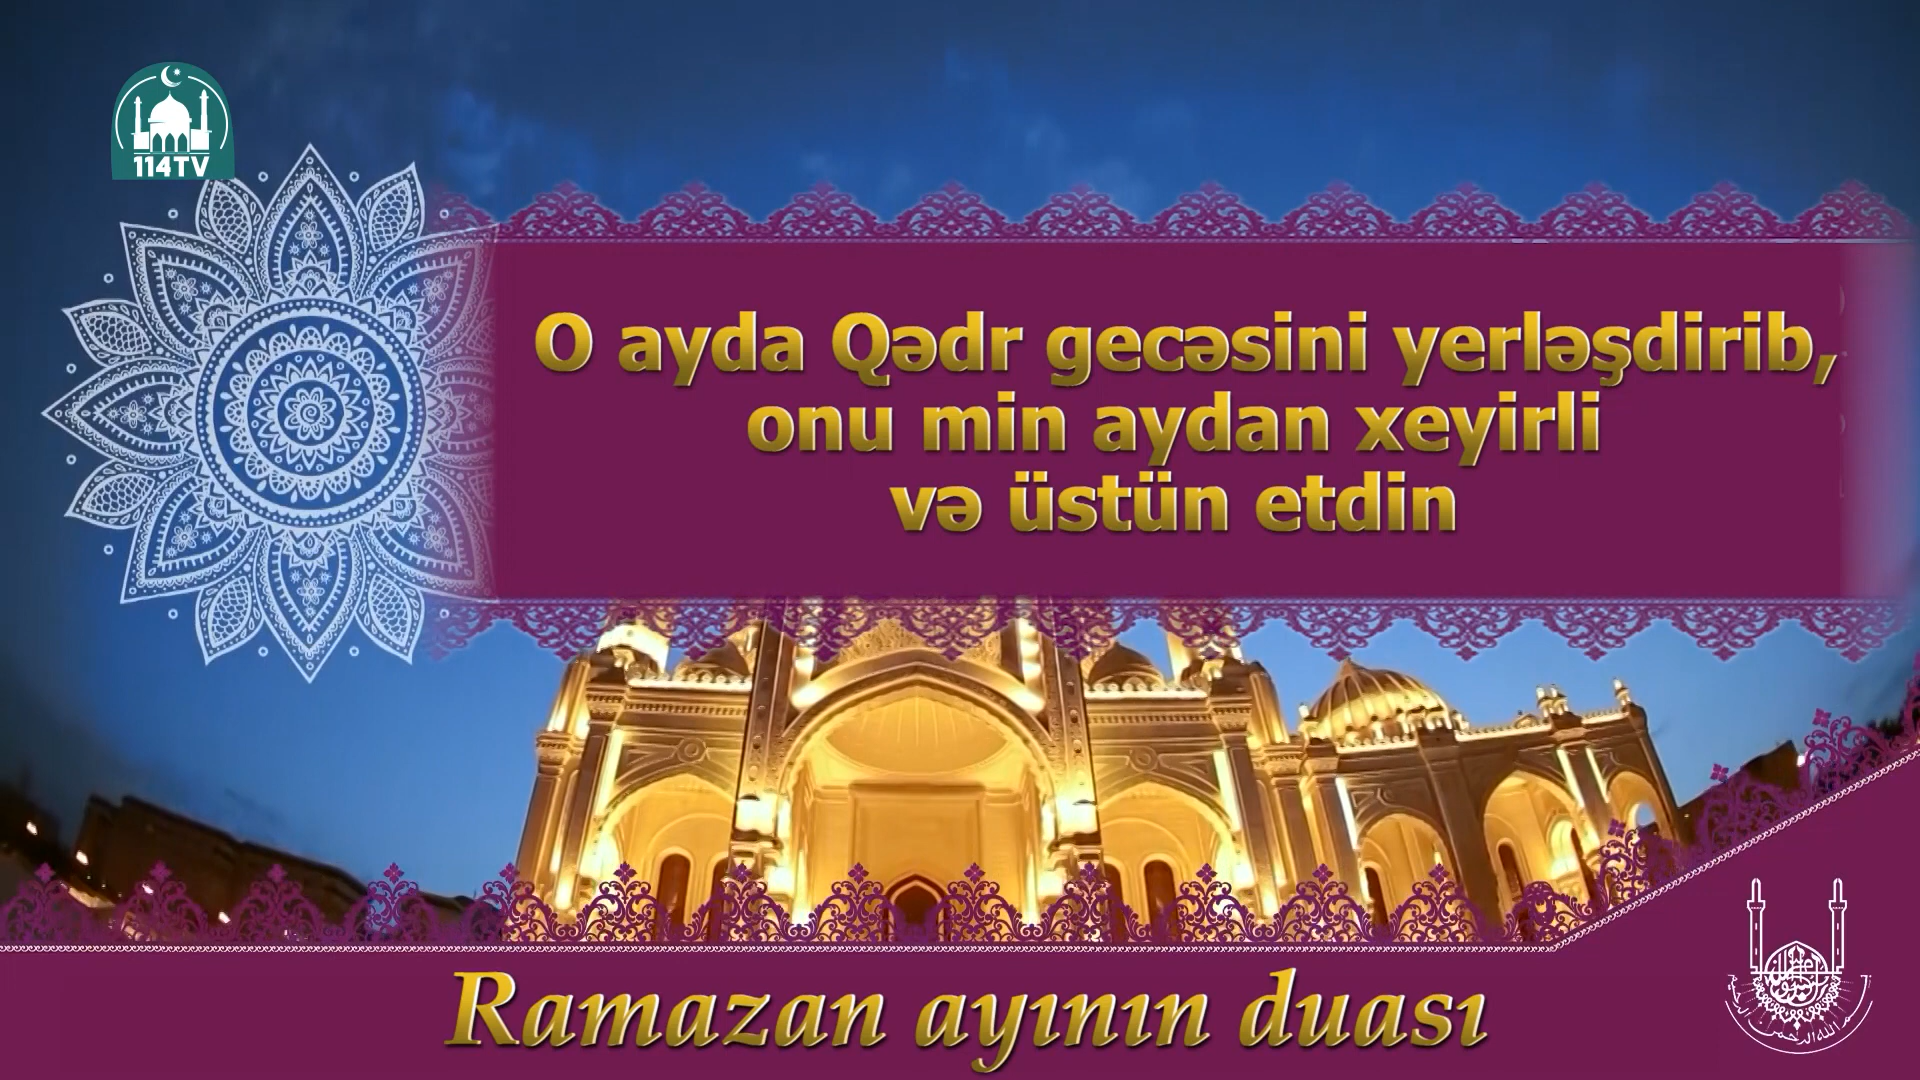 114TV
O ayda Qədr gecəsini yerləşdirib,
onu min aydan xeyirli
və üstün etdin
Ramazan ayının duası